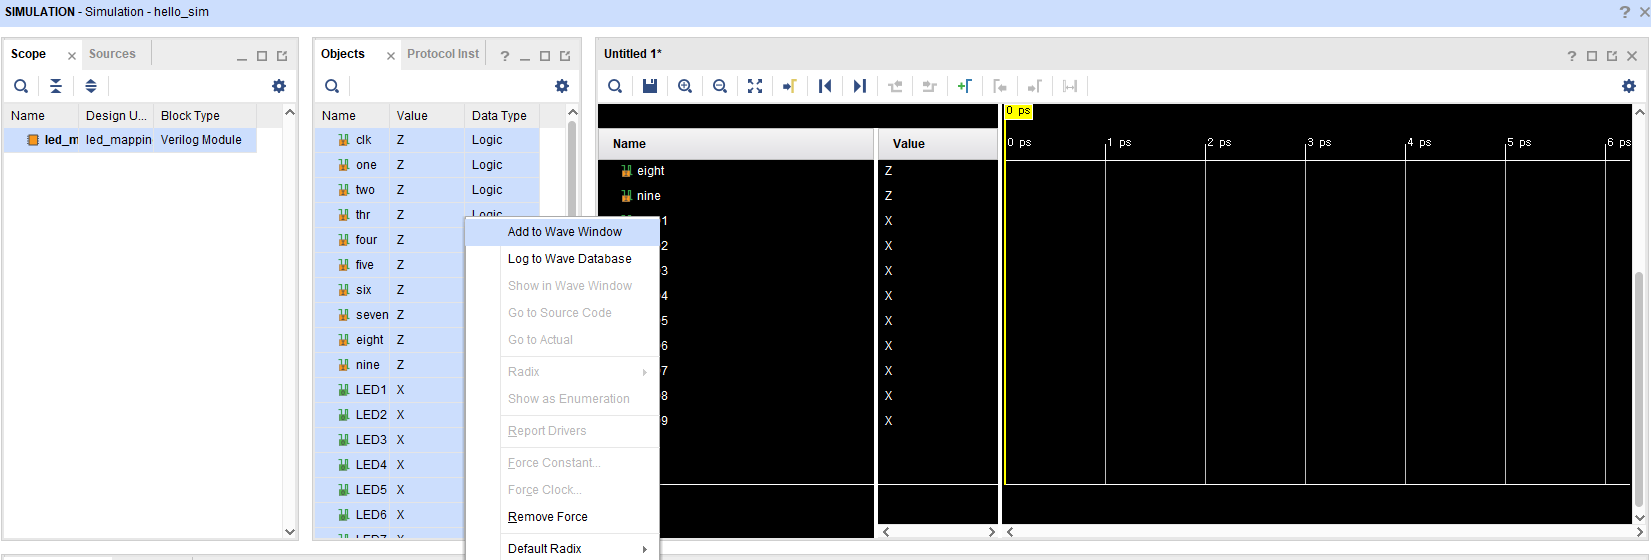 SIMULATION - Simulation - hello_sim
Scope
Sources
Name Design U... Block Type
led_m led_mappin Verilog Module
Objects
Protocol Inst
Name Value Data Type
clk Z Logic
one Z Logic
two Z Logic
thr Z Logic
four Z
five Z
six Z
seven Z
eight Z
nine Z
LED1 X
LED2 X
LED3 X
LED4 X
LED5 X
LED6 X
Add to Wave Window
Log to Wave Database
Show in Wave Window
Go to Source Code
Go to Actual
Radix
Show as Enumeration
Report Drivers
Force Constant...
Force Clock...
Remove Force
Default Radix
Untitled 1*
Name Value
eight Z
nine Z
1 X
2 X
3 X
4 X
5 X
6 X
7 X
8 X
9 X
0 ps
0 ps 1 ps 2 ps 3 ps 4 ps 5 ps 6 ps